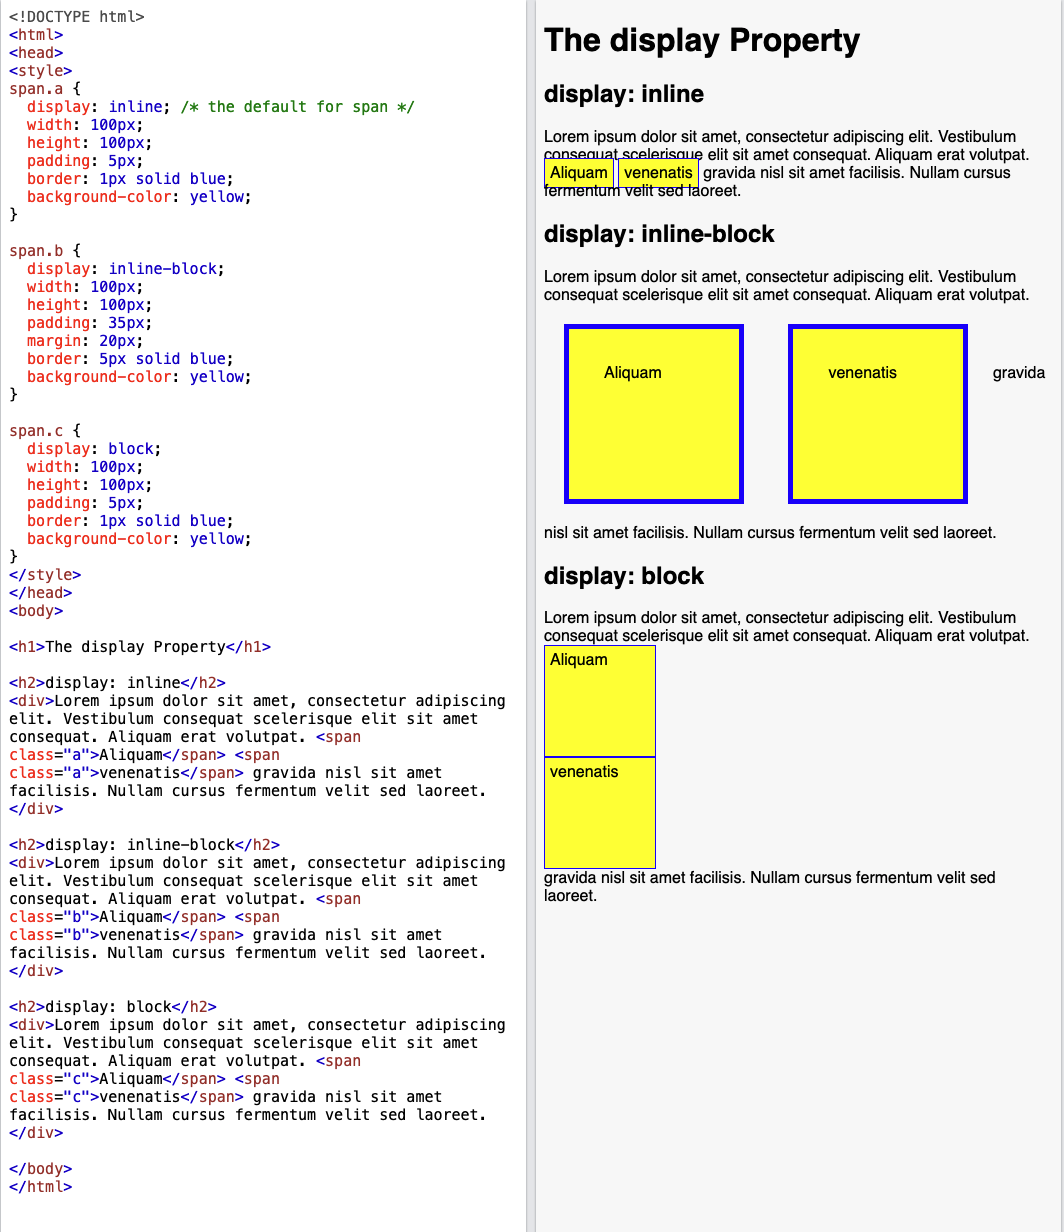 <!DOCTYPE html>
<html>
<head>
<style>
span.a {
  display: inline; /* the default for span */
  width: 100px;
  height: 100px;
  padding: 5px;
  border: 1px solid blue;
  background-color: yellow;
}

span.b {
  display: inline-block;
  width: 100px;
  height: 100px;
  padding: 35px;
  margin: 20px;
  border: 5px solid blue;
  background-color: yellow;
}

span.c {
  display: block;
  width: 100px;
  height: 100px;
  padding: 5px;
  border: 1px solid blue;
  background-color: yellow;
}
</style>
</head>
<body>

<h1>The display Property</h1>

<h2>display: inline</h2>
<div>Lorem ipsum dolor sit amet, consectetur adipiscing
elit. Vestibulum consequat scelerisque elit sit amet
consequat. Aliquam erat volutpat. <span
class="a">Aliquam</span> <span
class="a">venenatis</span> gravida nisl sit amet
facilisis. Nullam cursus fermentum velit sed laoreet.
</div>

<h2>display: inline-block</h2>
<div>Lorem ipsum dolor sit amet, consectetur adipiscing
elit. Vestibulum consequat scelerisque elit sit amet
consequat. Aliquam erat volutpat. <span
class="b">Aliquam</span> <span
class="b">venenatis</span> gravida nisl sit amet
facilisis. Nullam cursus fermentum velit sed laoreet.
</div>

<h2>display: block</h2>
<div>Lorem ipsum dolor sit amet, consectetur adipiscing
elit. Vestibulum consequat scelerisque elit sit amet
consequat. Aliquam erat volutpat. <span
class="c">Aliquam</span> <span
class="c">venenatis</span> gravida nisl sit amet
facilisis. Nullam cursus fermentum velit sed laoreet.
</div>

</body>
</html>
The display Property
display: inline
Lorem ipsum dolor sit amet, consectetur adipiscing elit. Vestibulum
consequat scelerisque elit sit amet consequat. Aliquam erat volutpat.
Aliquam venenatis gravida nisl sit amet facilisis. Nullam cursus
fermentum velit sed laoreet.
display: inline-block
Lorem ipsum dolor sit amet, consectetur adipiscing elit. Vestibulum
consequat scelerisque elit sit amet consequat. Aliquam erat volutpat.
Aliquam venenatis gravida
nisl sit amet facilisis. Nullam cursus fermentum velit sed laoreet.
display: block
Lorem ipsum dolor sit amet, consectetur adipiscing elit. Vestibulum
consequat scelerisque elit sit amet consequat. Aliquam erat volutpat.
Aliquam
venenatis
gravida nisl sit amet facilisis. Nullam cursus fermentum velit sed
laoreet.